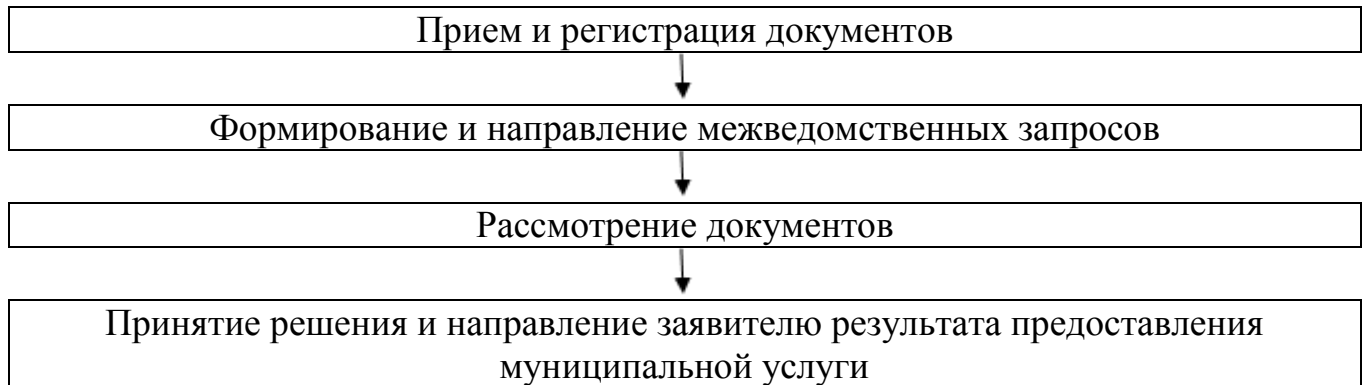 Прием и регистрация документов
Формирование и направление межведомственных запросов
Рассмотрение документов
Принятие решения и направление заявителю результата предоставления
муниципальной услуги